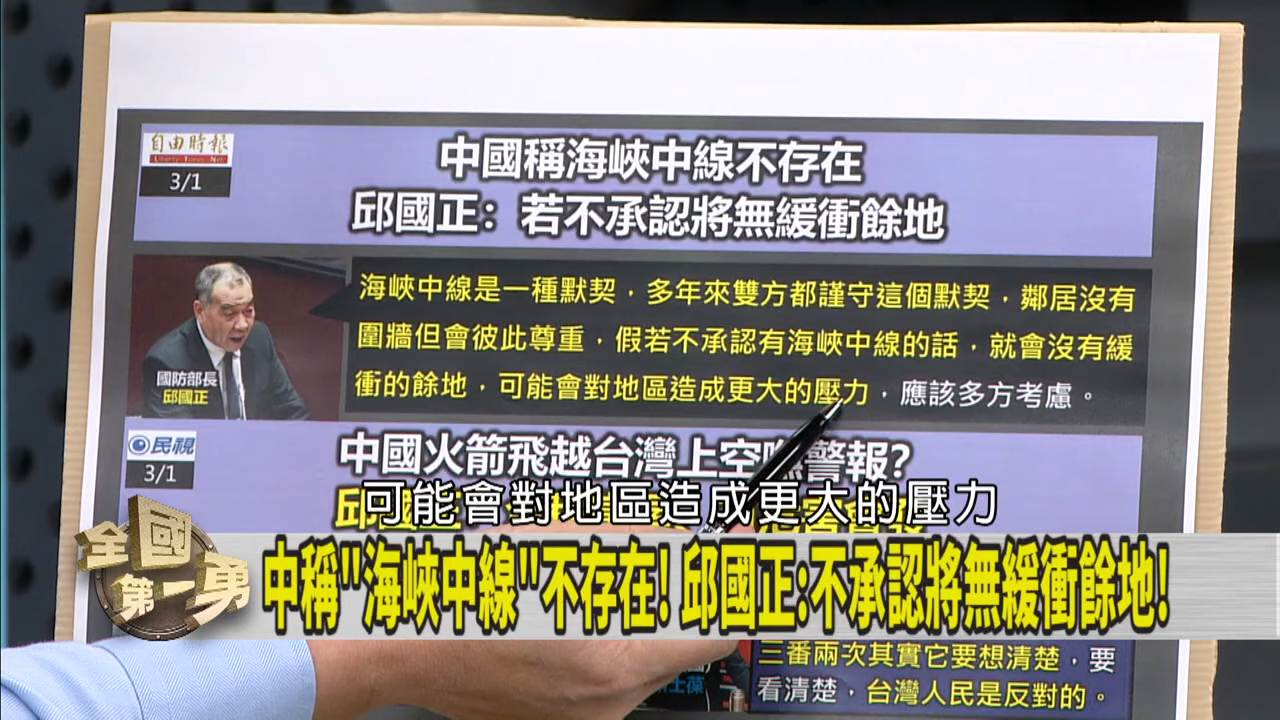 自由時報
Liberty Times Net
3/1
中國稱海峽中線不存在
邱國正：若不承認將無緩衝餘地
海峽中線是一種默契，多年來雙方都謹守這個默契，鄰居沒有
圍牆但會彼此尊重，假若不承認有海峽中線的話，就會沒有緩
衝的餘地，可能會對地區造成更大的壓力，應該多方考慮。
國防部長
邱國正
民視
3/1
中國火箭飛越台灣上空 警報？
邱國
可能會對地區造成更大的壓力
全國
第一勇
中稱"海峽中線"不存在！邱國正：不承認將無緩衝餘地！
三番兩次其實它要想清楚，要
看清楚，台灣人民是反對的。
士葆